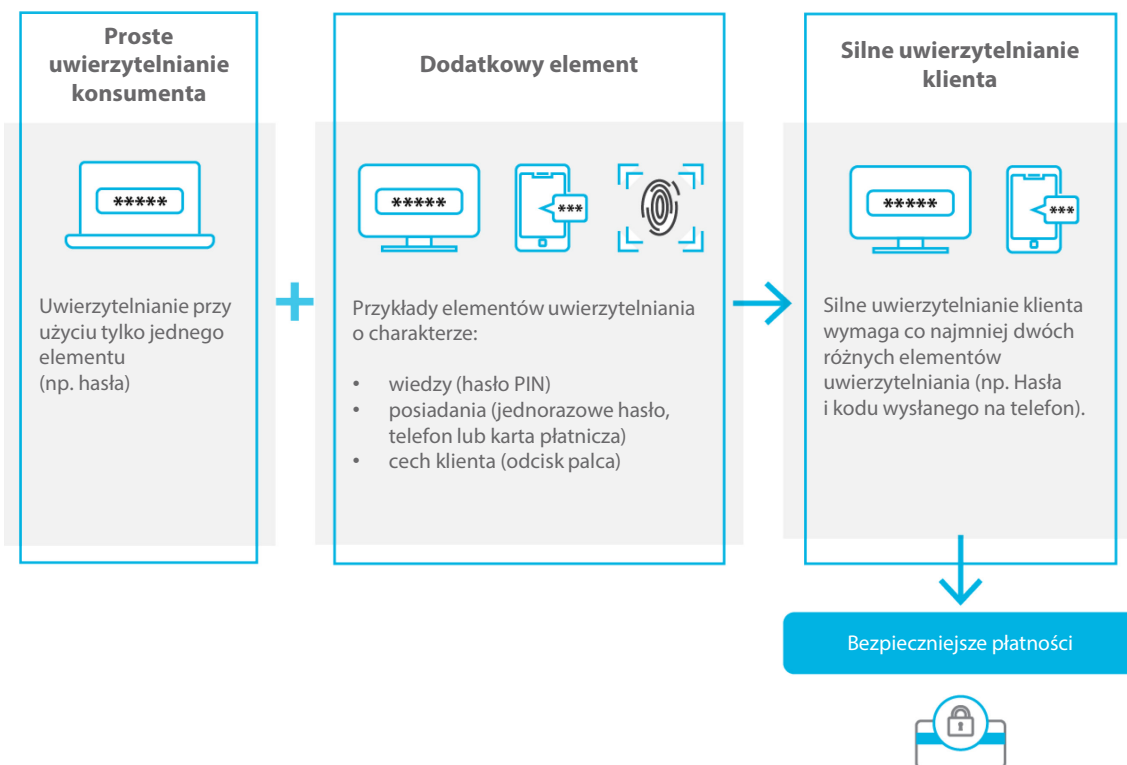 Proste
uwierzytelnianie
konsumenta
*****
Uwierzytelnianie przy
użyciu tylko jednego
elementu
(np. hasła)
+
Dodatkowy element
*****
***
Przykłady elementów uwierzytelniania
o charakterze:
• wiedzy (hasło PIN)
• posiadania (jednorazowe hasło,
telefon lub karta płatnicza)
• cech klienta (odcisk palca)
Silne uwierzytelnianie
klienta
*****
***
Silne uwierzytelnianie klienta
wymaga co najmniej dwóch
różnych elementów
uwierzytelniania (np. Hasła
i kodu wysłanego na telefon).
Bezpieczniejsze płatności